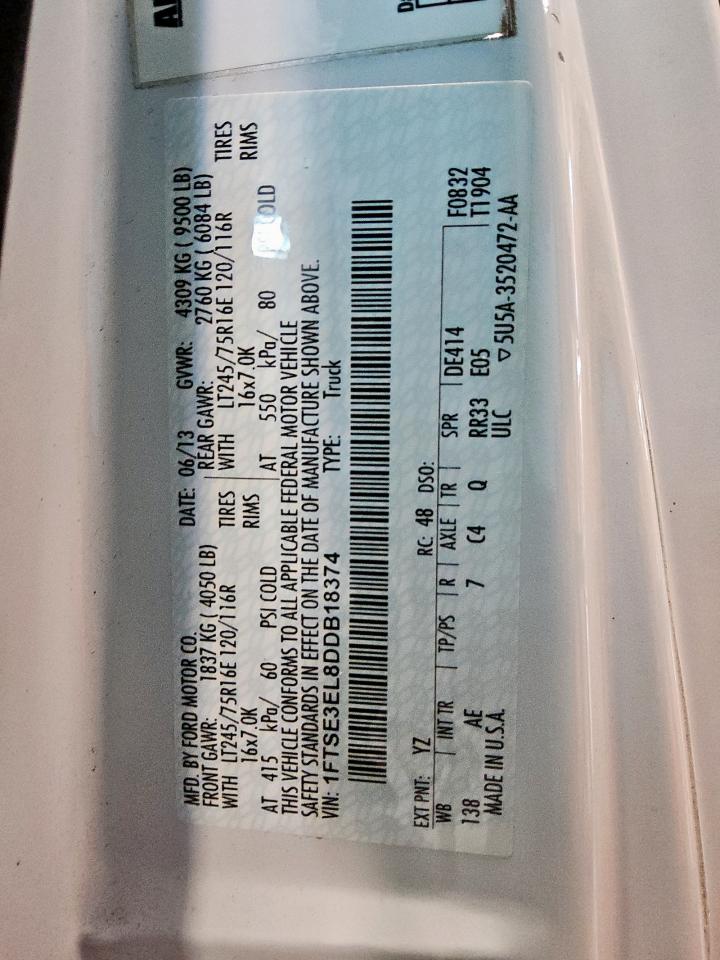 MFD. BY FORD MOTOR CO. DATE: 06/13 GVWR: 4309 KG ( 9500 LB)
FRONT GAWR: 1837 KG ( 4050 LB) REAR GAWR: 2760 KG ( 6084 LB)
WITH LT245/75R16E 120/116R TIRES WITH LT245/75R16E 120/116R TIRES
16x7.0K RIMS 16x7.0K RIMS
AT 415 kPa/ 60 PSI COLD AT 550 kPa/ 80 PSI COLD
THIS VEHICLE CONFORMS TO ALL APPLICABLE FEDERAL MOTOR VEHICLE
SAFETY STANDARDS IN EFFECT ON THE DATE OF MANUFACTURE SHOWN ABOVE.
VIN: 1FTSE3EL8DDB18374 TYPE: Truck
EXT PNT: YZ RC: 48 DSO:
WB INT TR TP/PS R AXLE TR SPR DE414 F0832
138 AE 7 C4 Q RR33 E05 T1904
MADE IN U.S.A. ULC ▽5U5A-3520472-AA